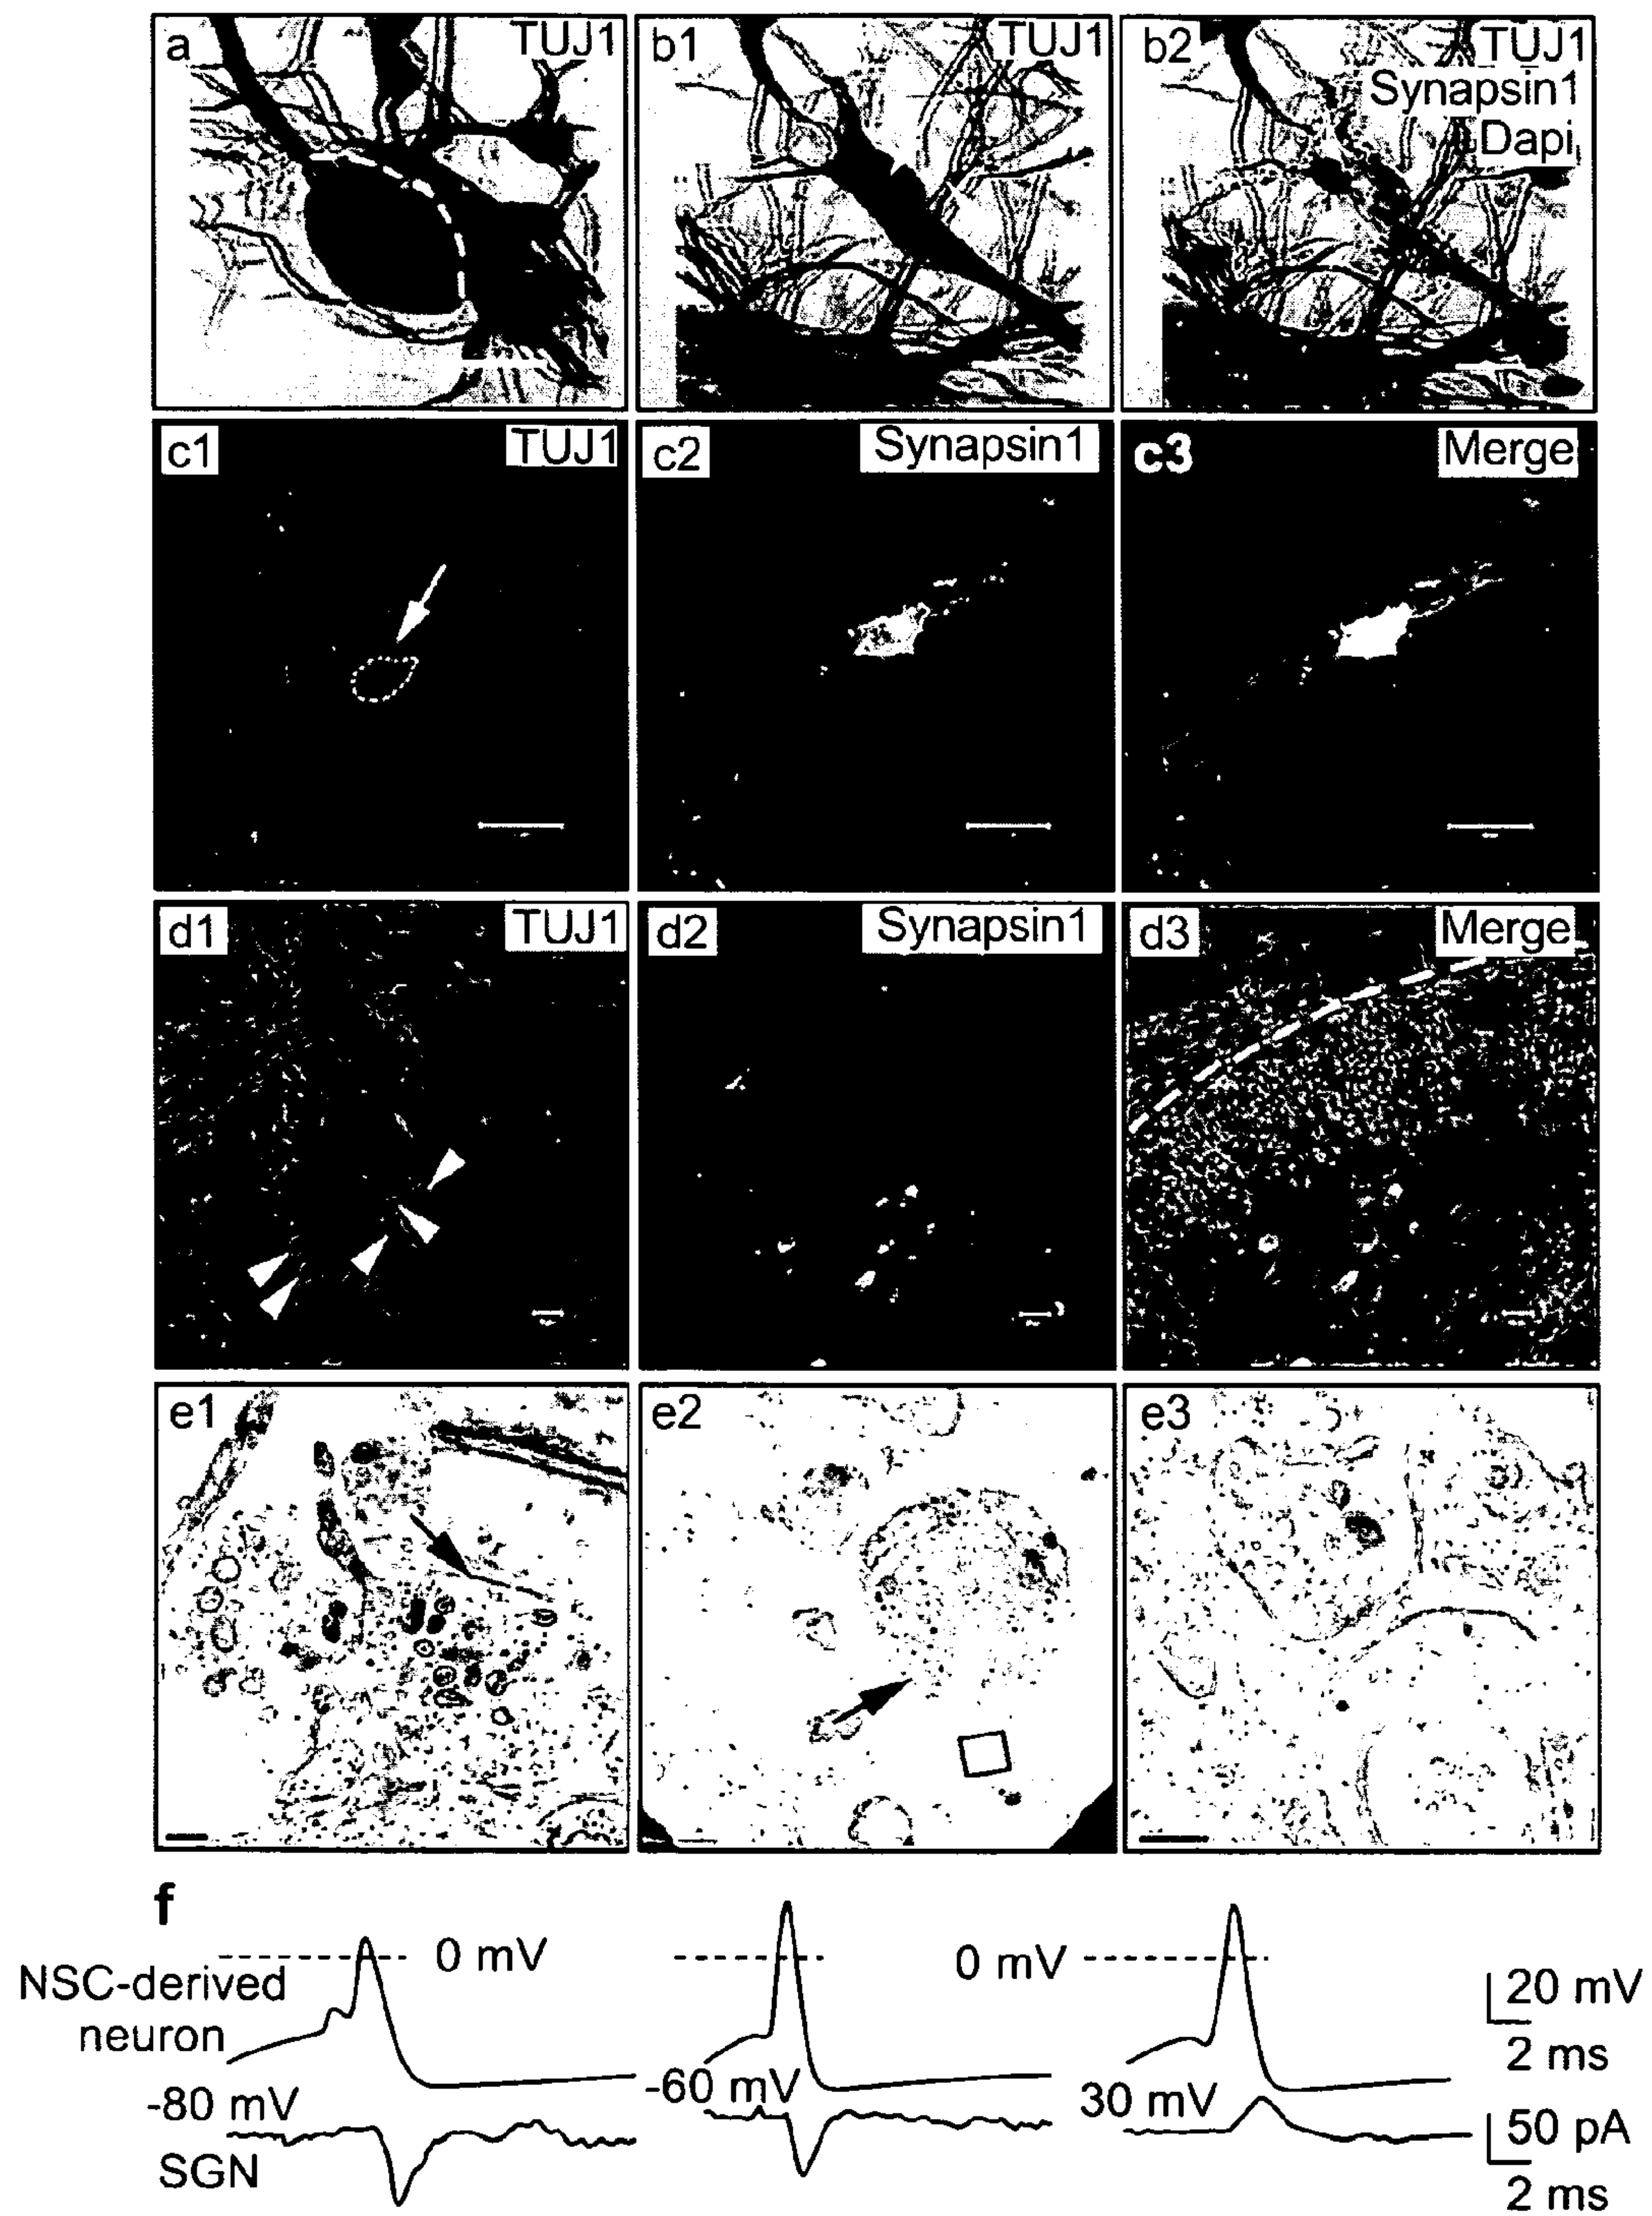 a TUJ1
b1 TUJ1
b2 TUJ1
Synapsin1
Dapi
c1 TUJ1
c2 Synapsin1
c3 Merge
d1 TUJ1
d2 Synapsin1
d3 Merge
e1
e2
e3
f
0 mV
0 mV
NSC-derived
neuron
20 mV
2 ms
-80 mV
-60 mV
30 mV
SGN
50 pA
2 ms